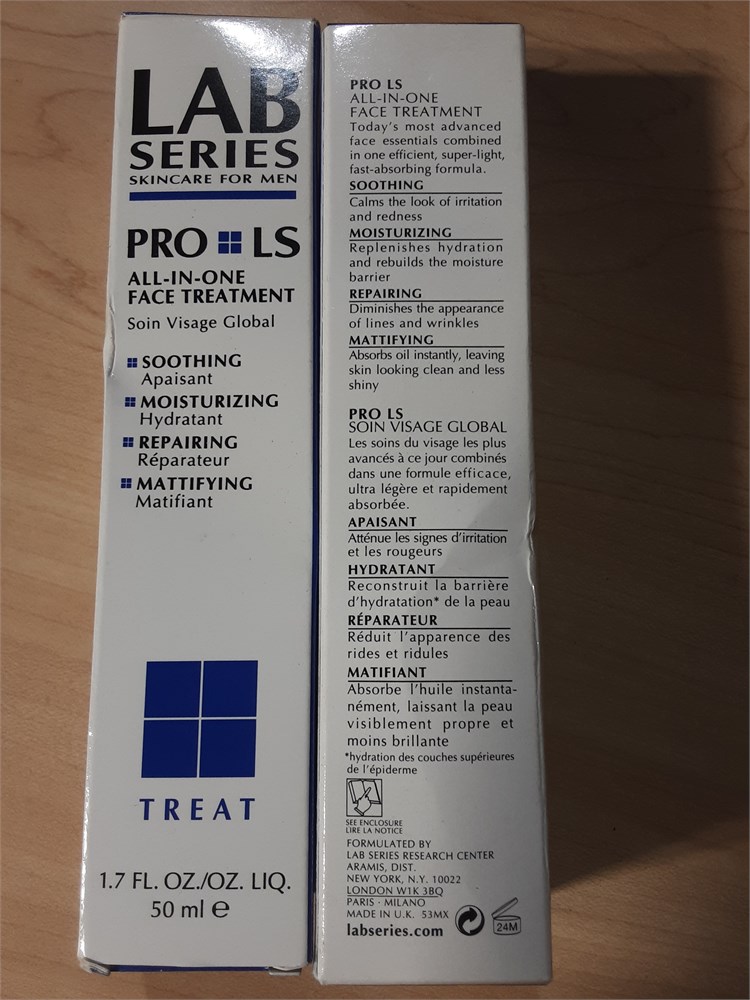 LAB
SERIES
SKINCARE FOR MEN
PRO LS
ALL-IN-ONE
FACE TREATMENT
Soin Visage Global
SOOTHING
Apaisant
MOISTURIZING
Hydratant
REPAIRING
Réparateur
MATTIFYING
Matifiant
TREAT
1.7 FL. OZ./OZ. LIQ.
50 ml e
PRO LS
ALL-IN-ONE
FACE TREATMENT
Today's most advanced
face essentials combined
in one efficient, super-light,
fast-absorbing formula.
SOOTHING
Calms the look of irritation
and redness
MOISTURIZING
Replenishes hydration
and rebuilds the moisture
barrier
REPAIRING
Diminishes the appearance
of lines and wrinkles
MATTIFYING
Absorbs oil instantly, leaving
skin looking clean and less
shiny
PRO LS
SOIN VISAGE GLOBAL
Les soins du visage les plus
avancés à ce jour combinés
dans une formule efficace,
ultra légère et rapidement
absorbée.
APAISANT
Atténue les signes d'irritation
et les rougeurs
HYDRATANT
Reconstruit la barrière
d'hydratation* de la peau
RÉPARATEUR
Réduit l'apparence des
rides et ridules
MATIFIANT
Absorbe l'huile instanta-
nément, laissant la peau
visiblement propre et
moins brillante
*hydration des couches supérieures
de l'épiderme
SEE ENCLOSURE
LIRE LA NOTICE
FORMULATED BY
LAB SERIES RESEARCH CENTER
ARAMIS, DIST.
NEW YORK, N.Y. 10022
LONDON W1K 3BQ
PARIS · MILANO
MADE IN U.K. 53MX
labseries.com
24M